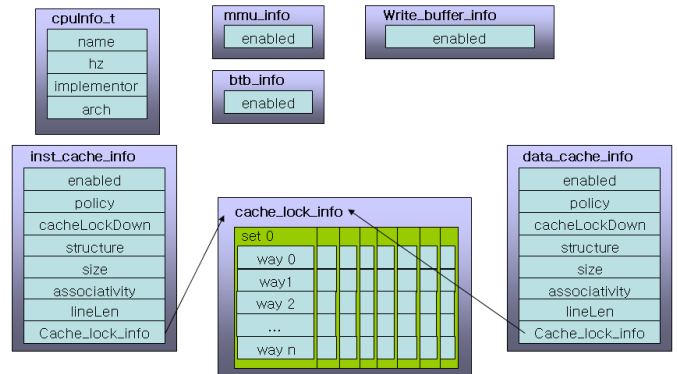 cpuInfo_t
name
hz
implementor
arch
mmu_info
enabled
Write_buffer_info
enabled
btb_info
enabled
inst_cache_info
enabled
policy
cacheLockDown
structure
size
associativity
lineLen
Cache_lock_info
cache_lock_info
set 0
way 0
way1
way 2
...
way n
data_cache_info
enabled
policy
cacheLockDown
structure
size
associativity
lineLen
Cache_lock_info